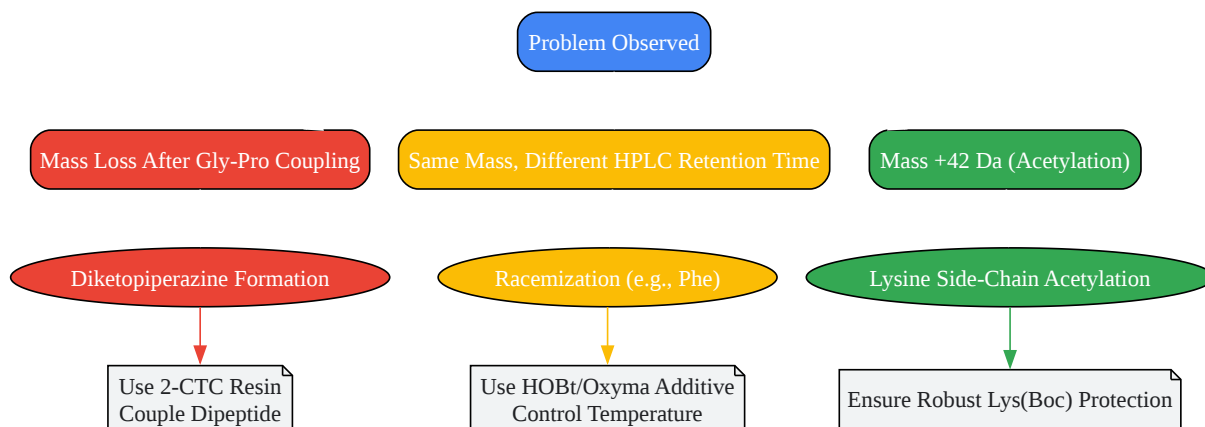 Problem Observed
Mass Loss After Gly-Pro Coupling
Same Mass, Different HPLC Retention Time
Mass +42 Da (Acetylation)
Diketopiperazine Formation
Racemization (e.g., Phe)
Lysine Side-Chain Acetylation
Use 2-CTC Resin
Couple Dipeptide
Use HOBt/Oxyma Additive
Control Temperature
Ensure Robust Lys(Boc) Protection